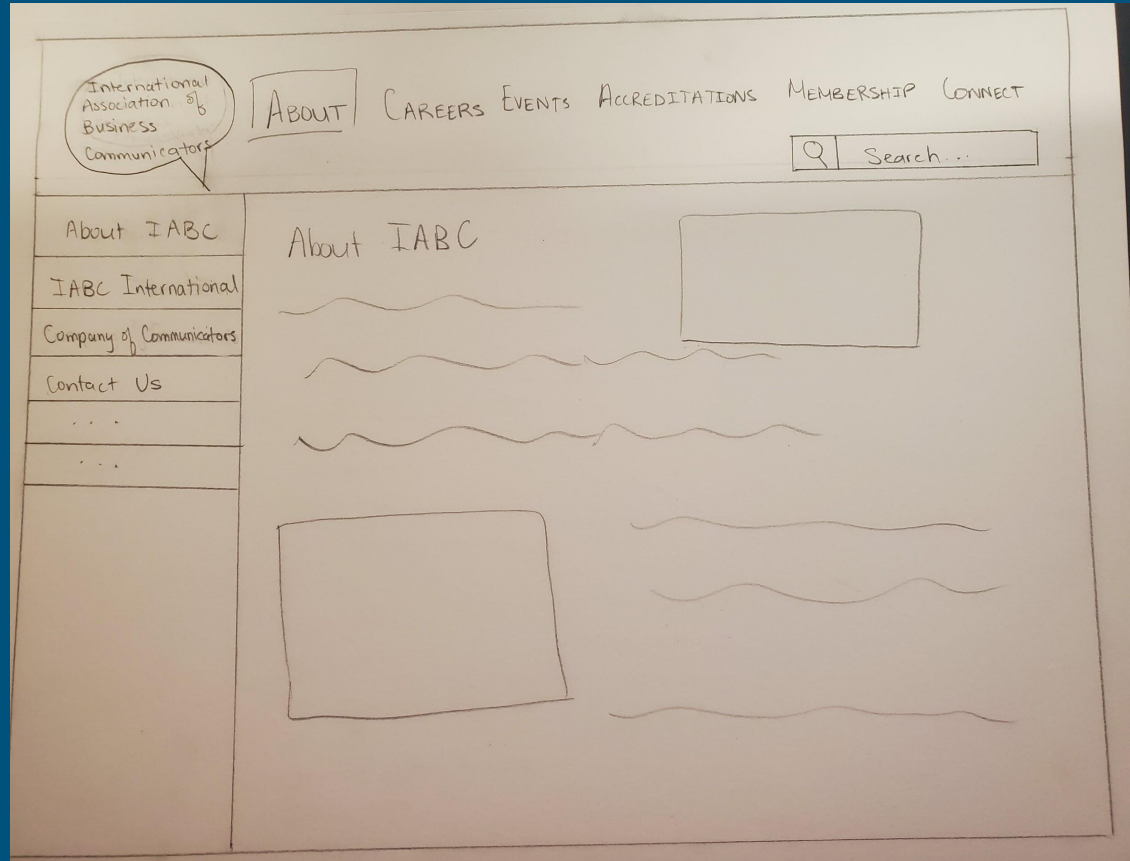 International
Association of
Business
Communicators
ABOUT CAREERS EVENTS ACCREDITATIONS MEMBERSHIP CONNECT
Search...
About IABC
IABC International
Company of Communicators
Contact Us
...
...
About IABC